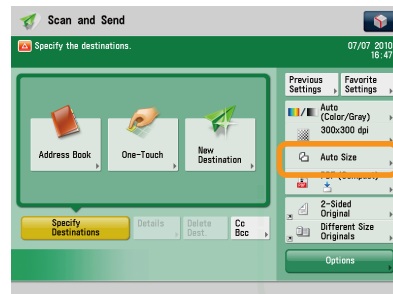 Scan and Send
Specify the destinations.
07/07 2010
16:47
Previous Settings
Favorite Settings
Auto
(Color/Gray)
300x300 dpi
Address Book
One-Touch
New
Destination
Auto Size
PDF (Compact)
2-Sided
Original
Different Size
Originals
Specify
Destinations
Details
Delete
Dest.
Cc
Bcc
Options